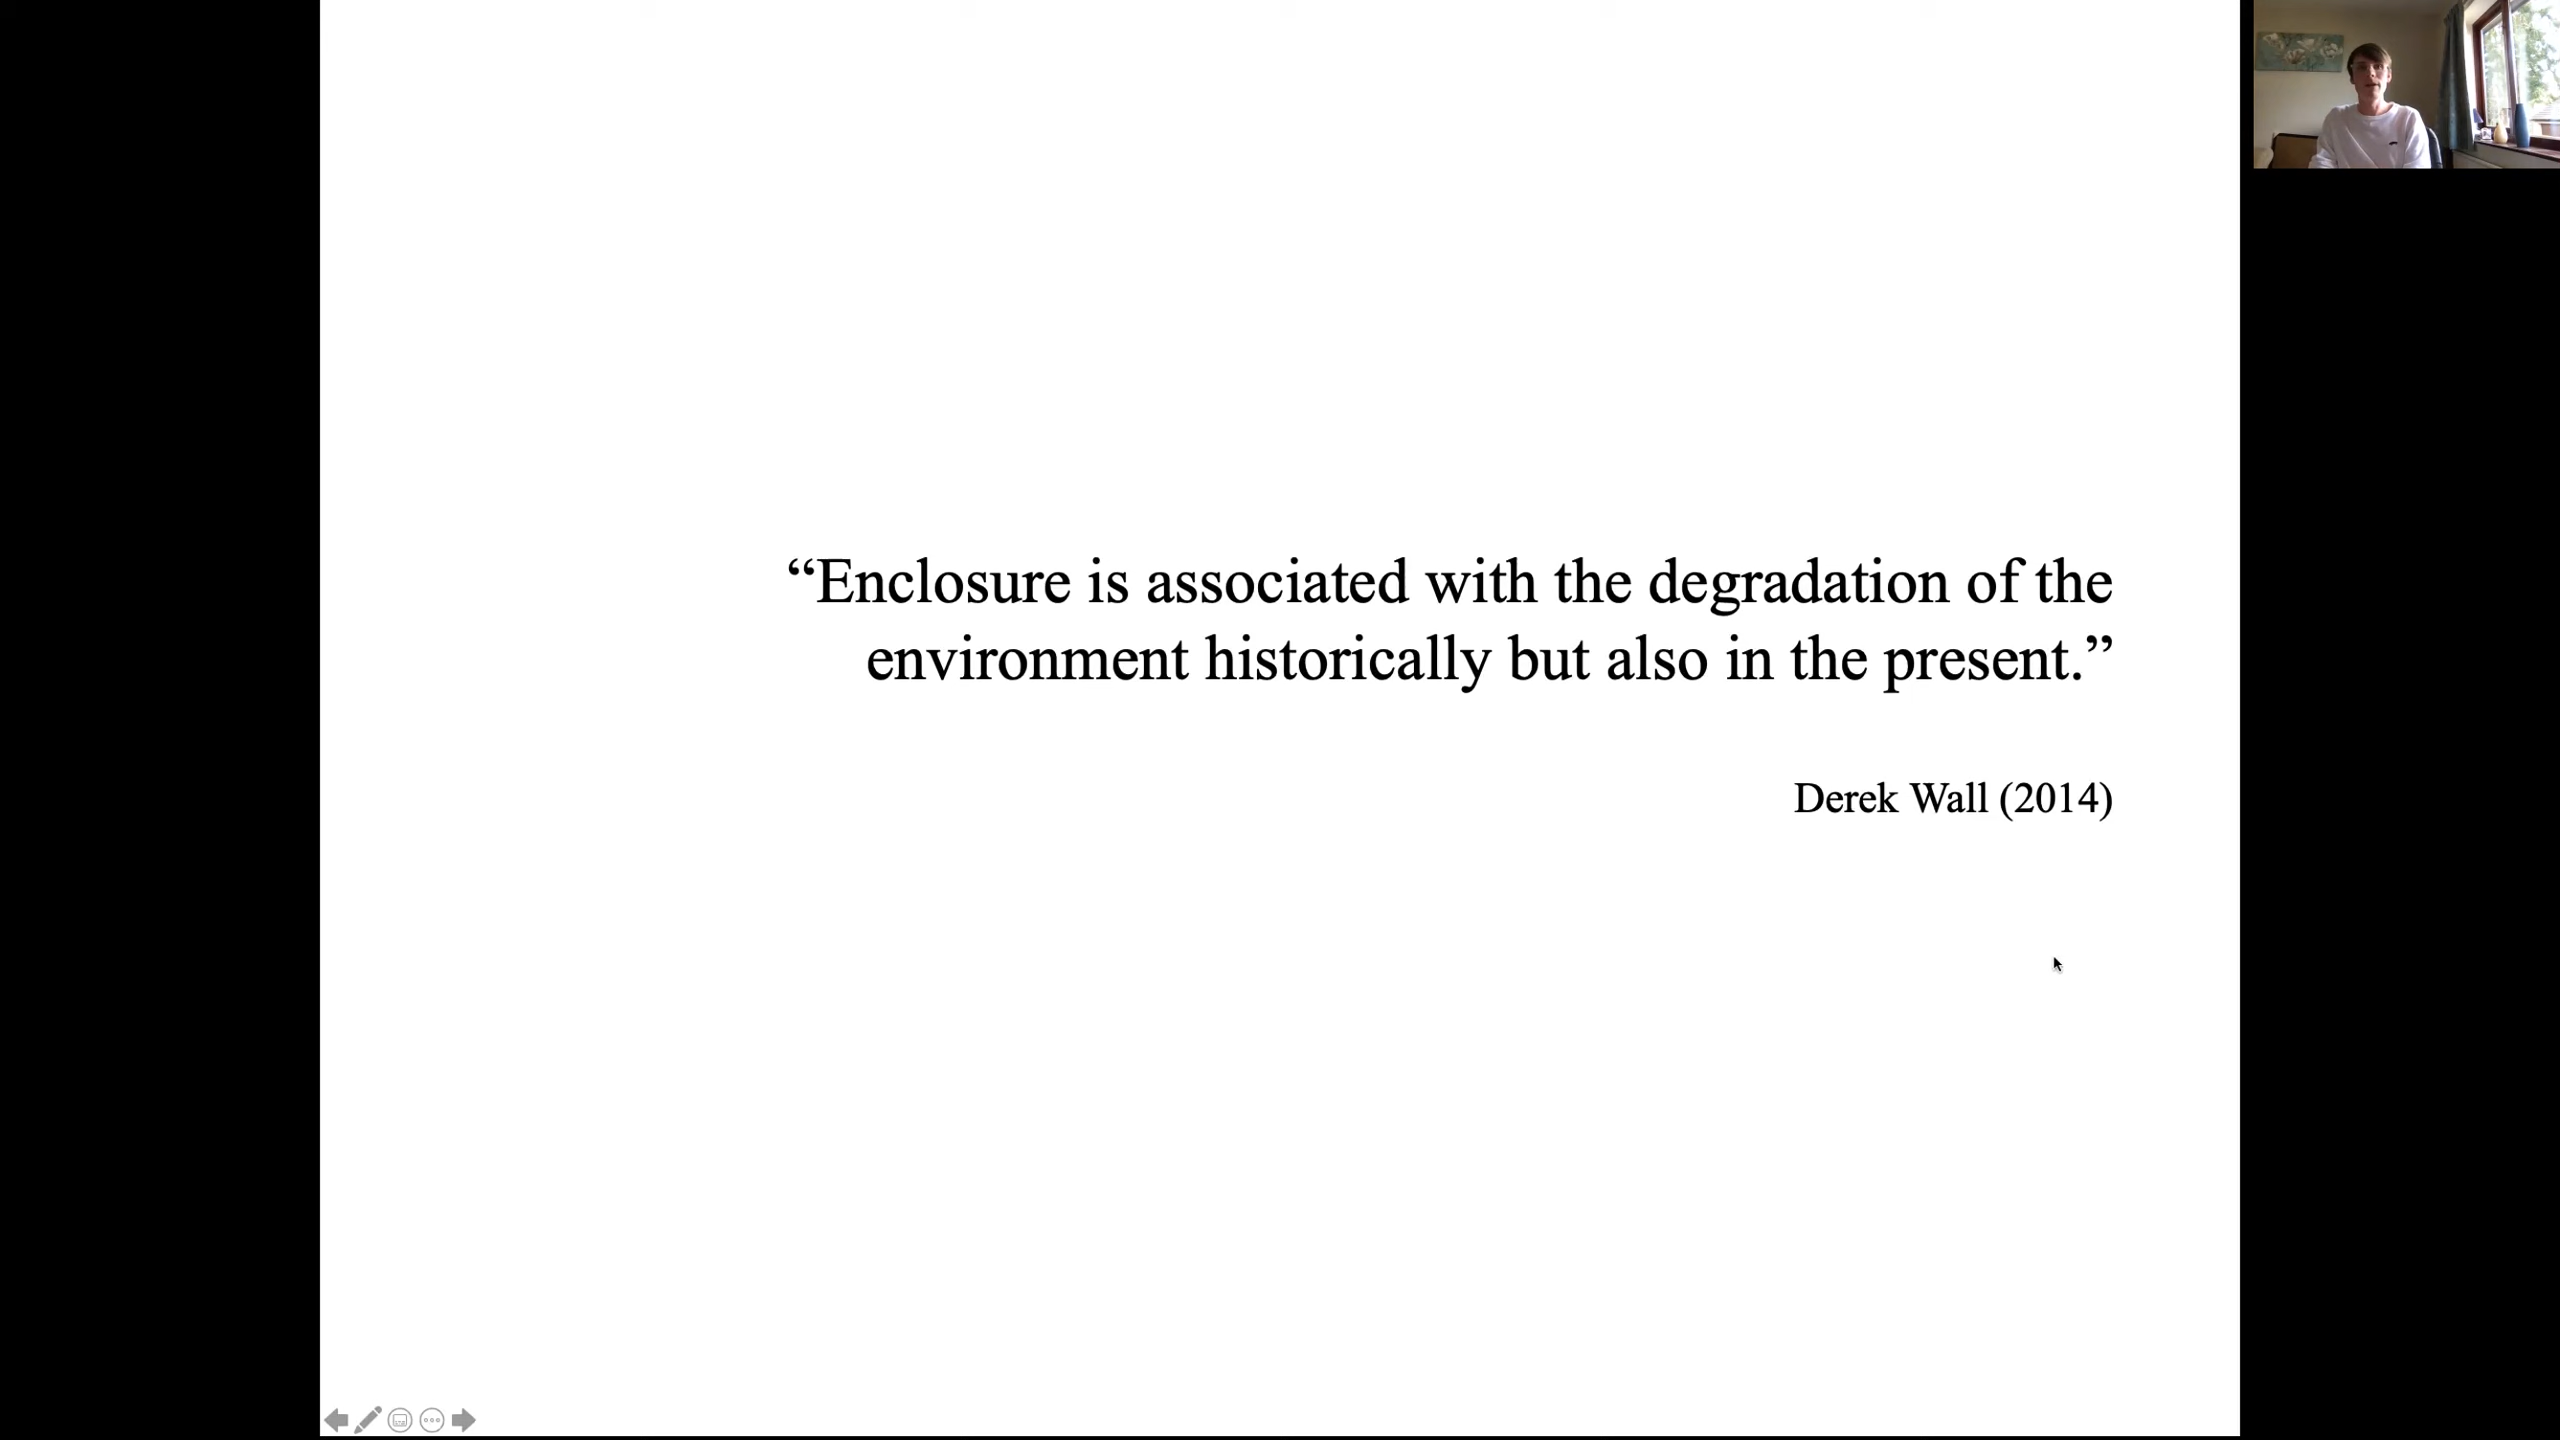 “Enclosure is associated with the degradation of the
environment historically but also in the present.”
Derek Wall (2014)